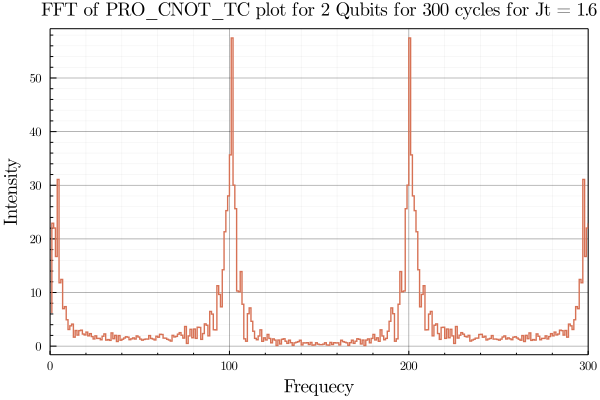 FFT of PRO_CNOT_TC plot for 2 Qubits for 300 cycles for Jt = 1.6
50
40
30
20
10
0
Intensity
0 100 200 300
Frequecy